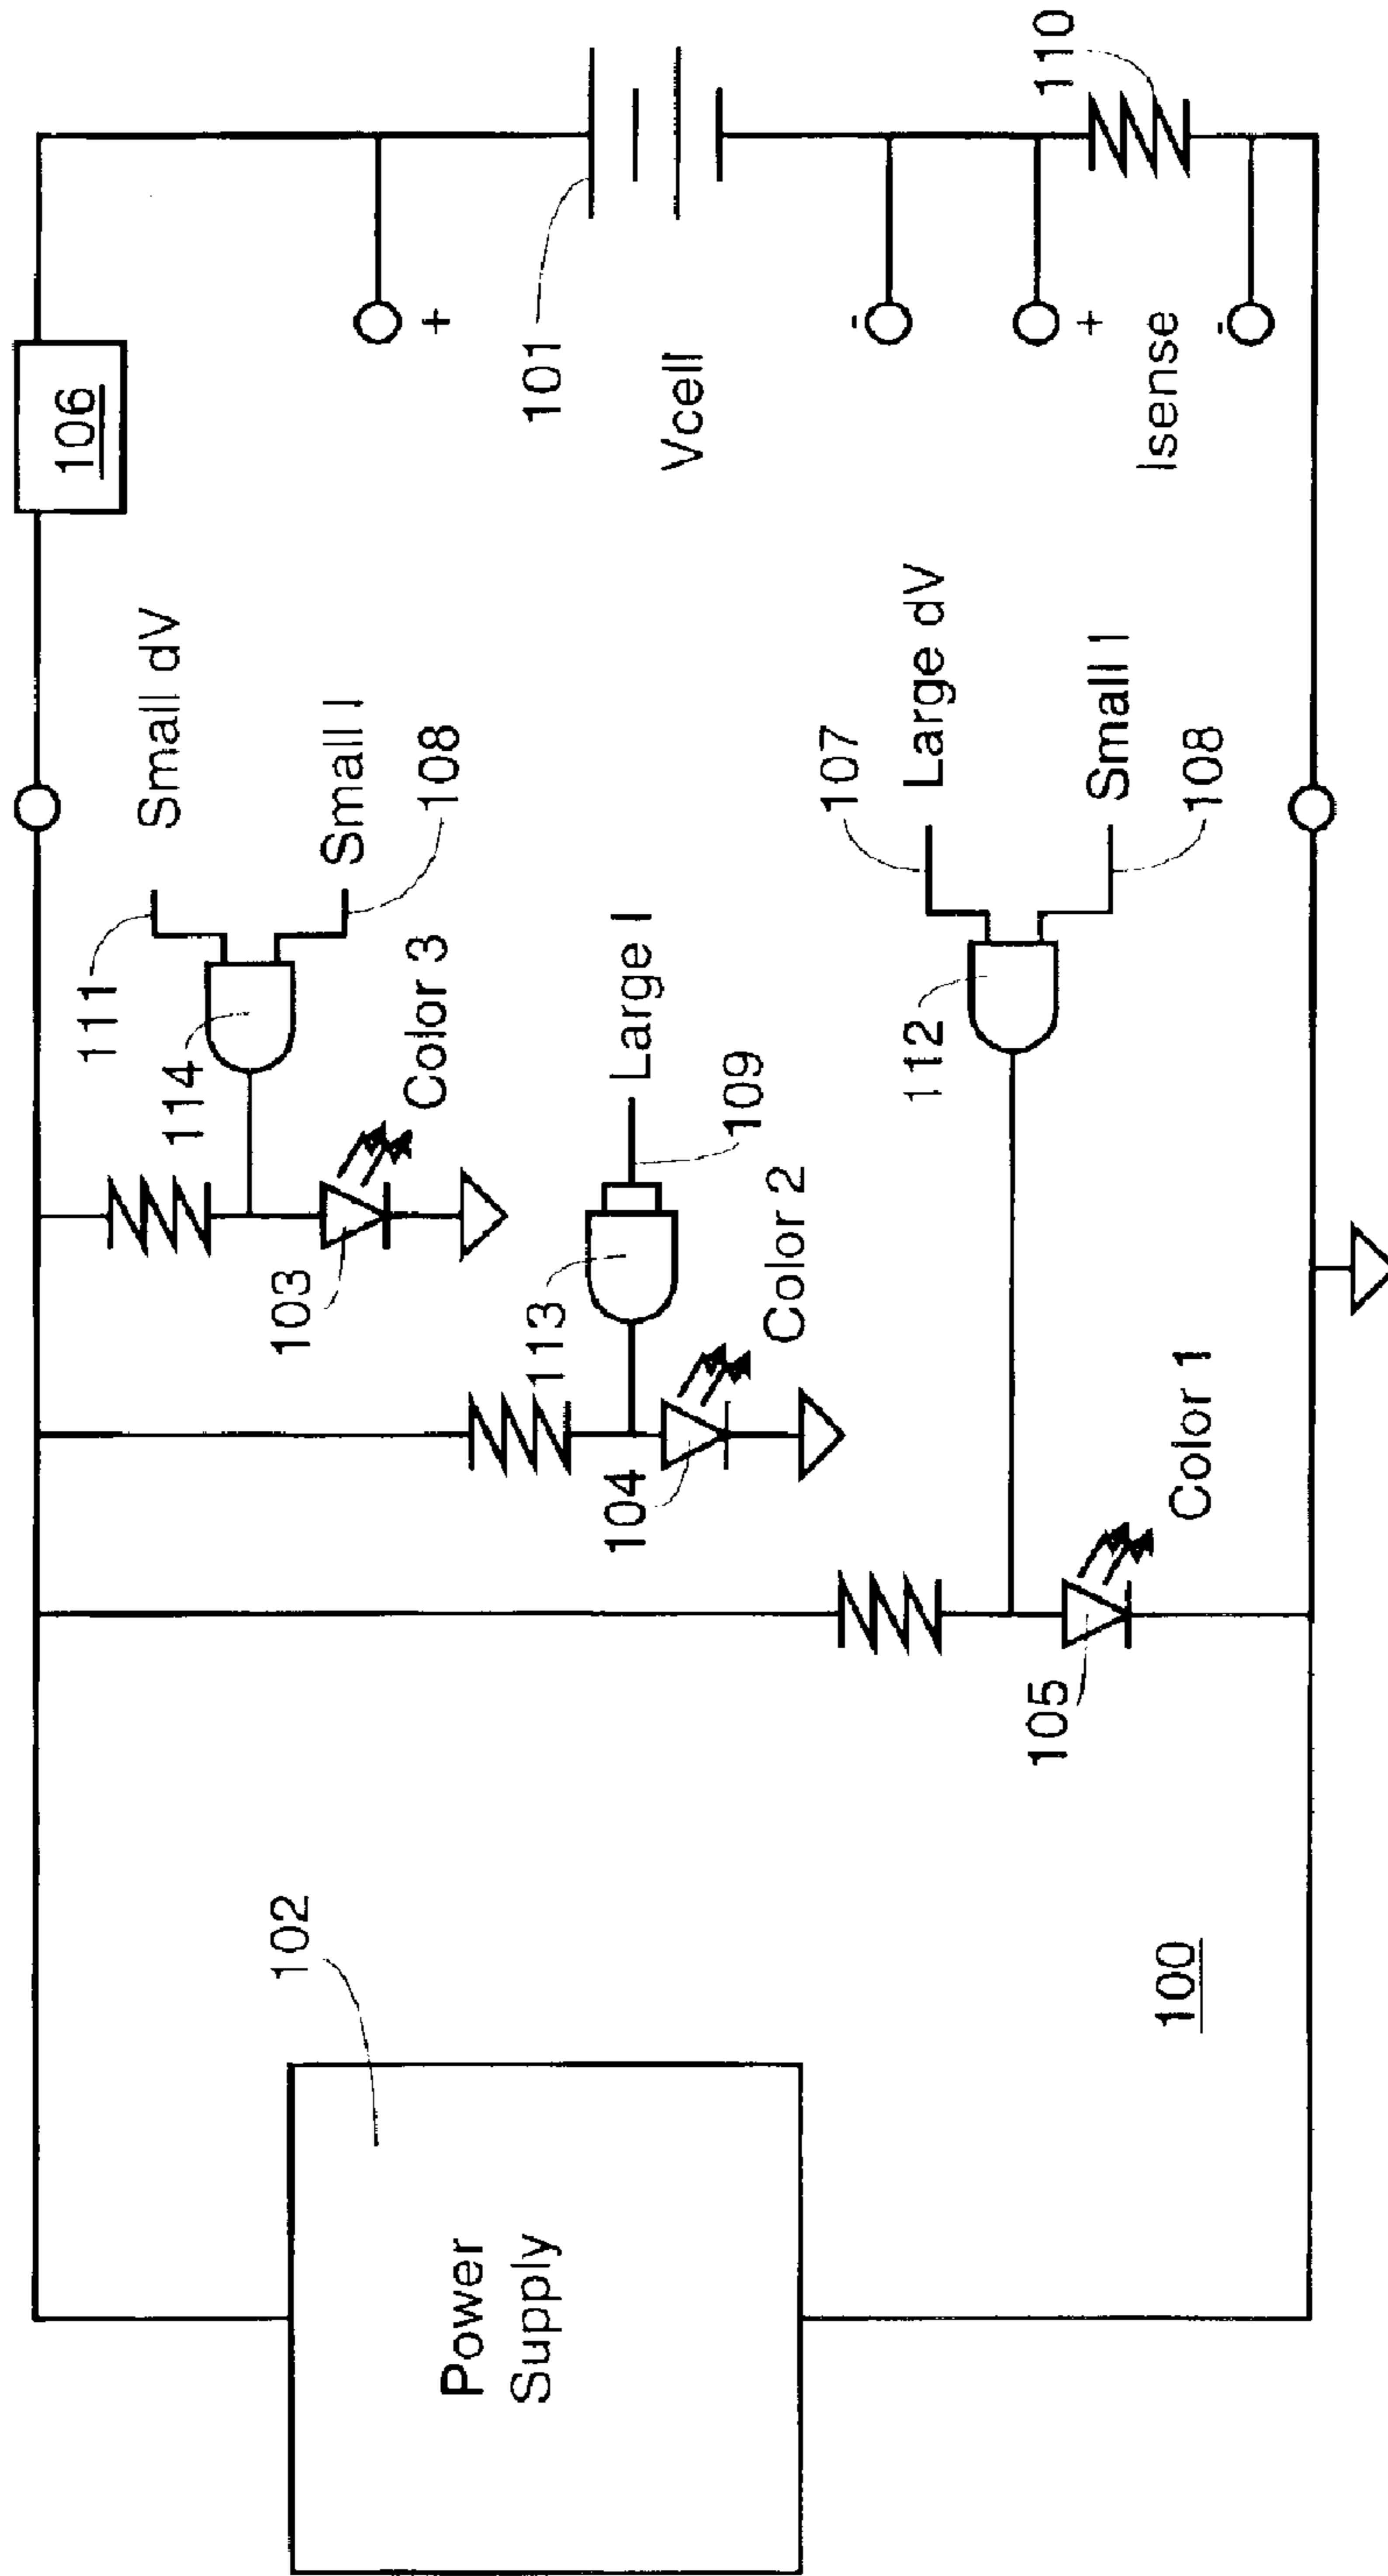 106
Small dV
111
Small I
108
114
Color 3
103
+
101
Vcell
-
+
Isense
-
110
Large I
109
113
Color 2
104
107
Large dV
Small I
108
112
Color 1
105
102
Power
Supply
100